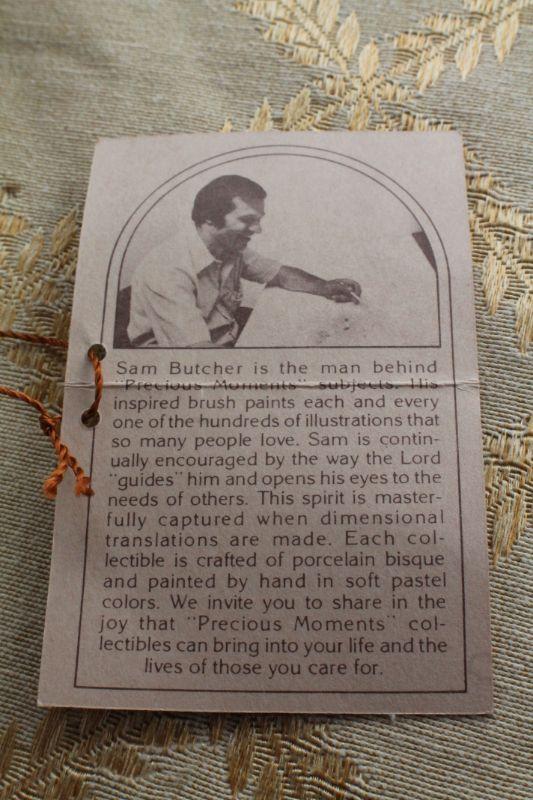 Sam Butcher is the man behind
"Precious Moments" subjects. His
inspired brush paints each and every
one of the hundreds of illustrations that
so many people love. Sam is contin-
ually encouraged by the way the Lord
"guides" him and opens his eyes to the
needs of others. This spirit is master-
fully captured when dimensional
translations are made. Each col-
lectible is crafted of porcelain bisque
and painted by hand in soft pastel
colors. We invite you to share in the
joy that "Precious Moments" col-
lectibles can bring into your life and the
lives of those you care for.